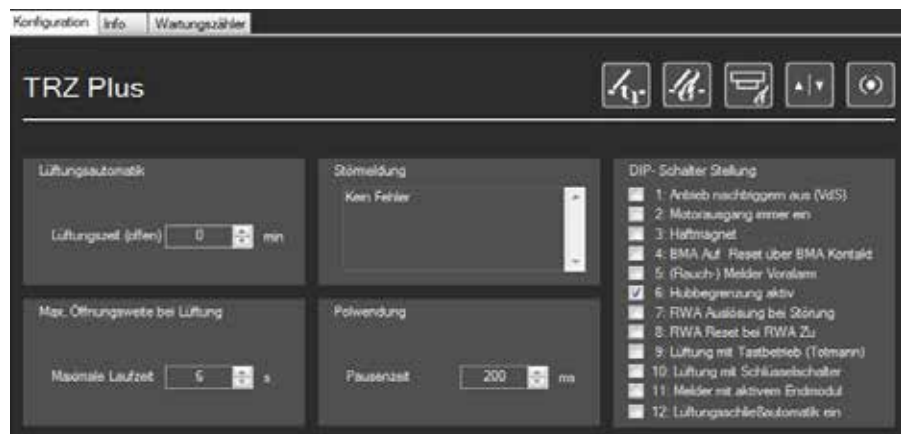 Konfiguration Info Wartungszähler
TRZ Plus
Lüftungsautomatik
Lüftungszeit (offen) 0 min
Störmeldung
Kein Fehler
DIP- Schalter Stellung
1: Antrieb nachtriggern aus (VdS)
2: Motorausgang immer ein
3: Haftmagnet
4: BMA Auf Reset über BMA Kontakt
5: (Rauch-) Melder Voralarm
6: Hubbegrenzung aktiv
7: RWA Auslösung bei Störung
8: RWA Reset bei RWA Zu
9: Lüftung mit Tastbetrieb (Totmann)
10: Lüftung mit Schlüsselschalter
11: Melder mit aktivem Endmodul
12: Luftungsschließautomatik ein
Max. Öffnungsweite bei Lüftung
Maximale Laufzeit 6 s
Polwendung
Pausenzeit 200 ms